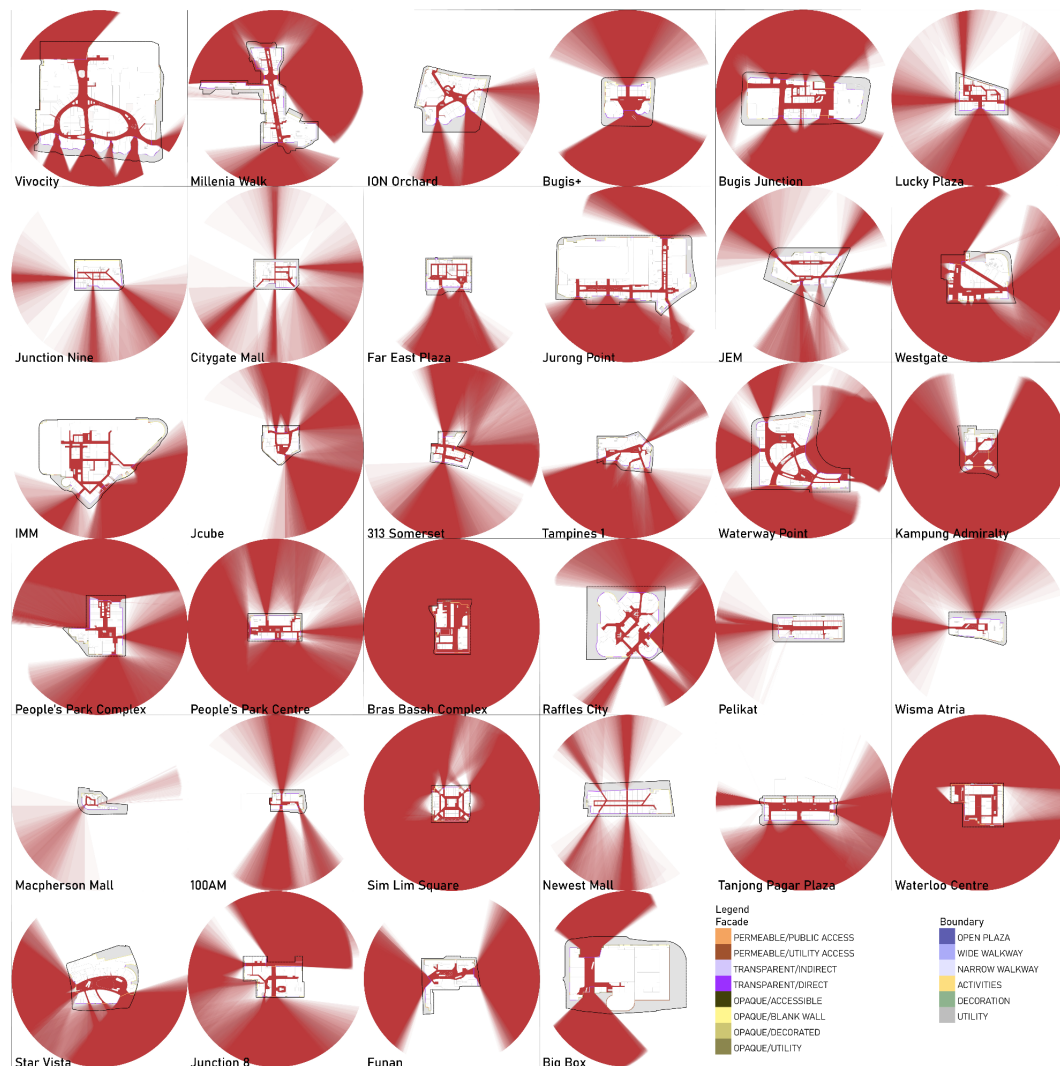 Vivocity
Millenia Walk
ION Orchard
Bugis+
Bugis Junction
Lucky Plaza
Junction Nine
Citygate Mall
Far East Plaza
Jurong Point
JEM
Westgate
IMM
Jcube
313 Somerset
Tampines 1
Waterway Point
Kampung Admiralty
People's Park Complex
People's Park Centre
Bras Basah Complex
Raffles City
Pelikat
Wisma Atria
Macpherson Mall
100AM
Sim Lim Square
Newest Mall
Tanjong Pagar Plaza
Waterloo Centre
Star Vista
Junction 8
Funan
Big Box
Legend
Facade
PERMEABLE/PUBLIC ACCESS
PERMEABLE/UTILITY ACCESS
TRANSPARENT/INDIRECT
TRANSPARENT/DIRECT
OPAQUE/ACCESSIBLE
OPAQUE/BLANK WALL
OPAQUE/DECORATED
OPAQUE/UTILITY
Boundary
OPEN PLAZA
WIDE WALKWAY
NARROW WALKWAY
ACTIVITIES
DECORATION
UTILITY